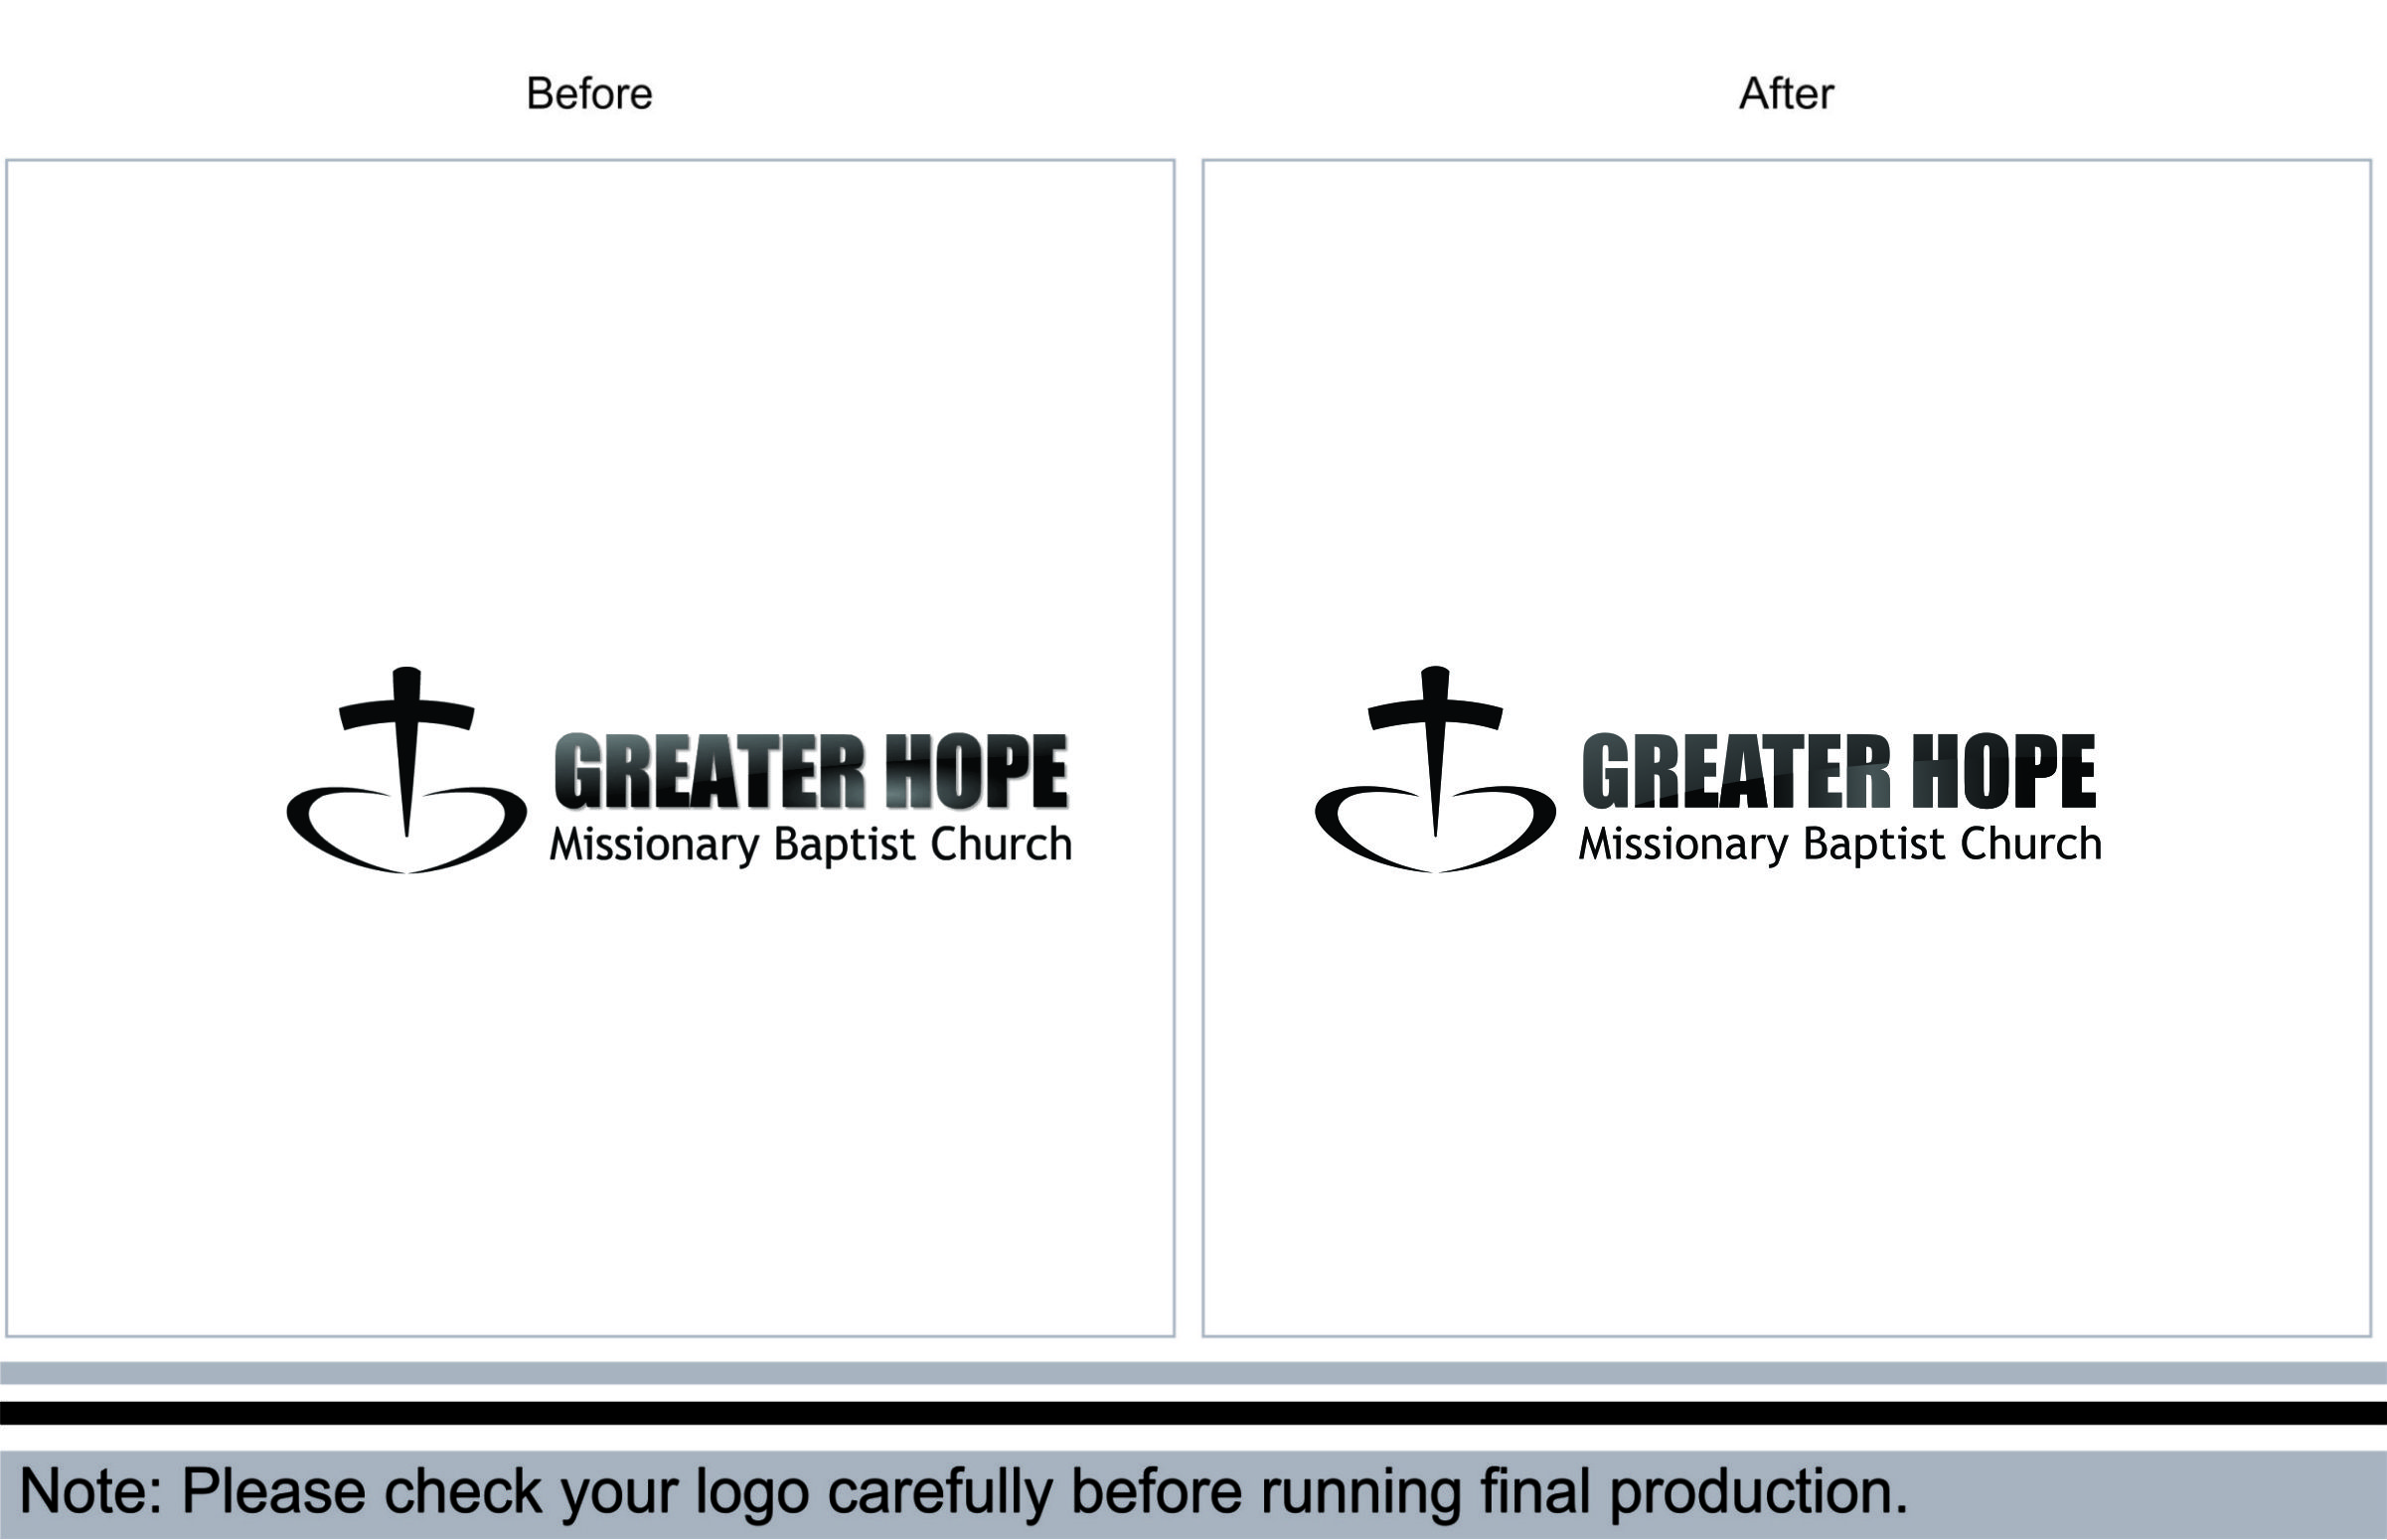 Before
After
GREATER HOPE
Missionary Baptist Church
GREATER HOPE
Missionary Baptist Church
Note: Please check your logo carefully before running final production.